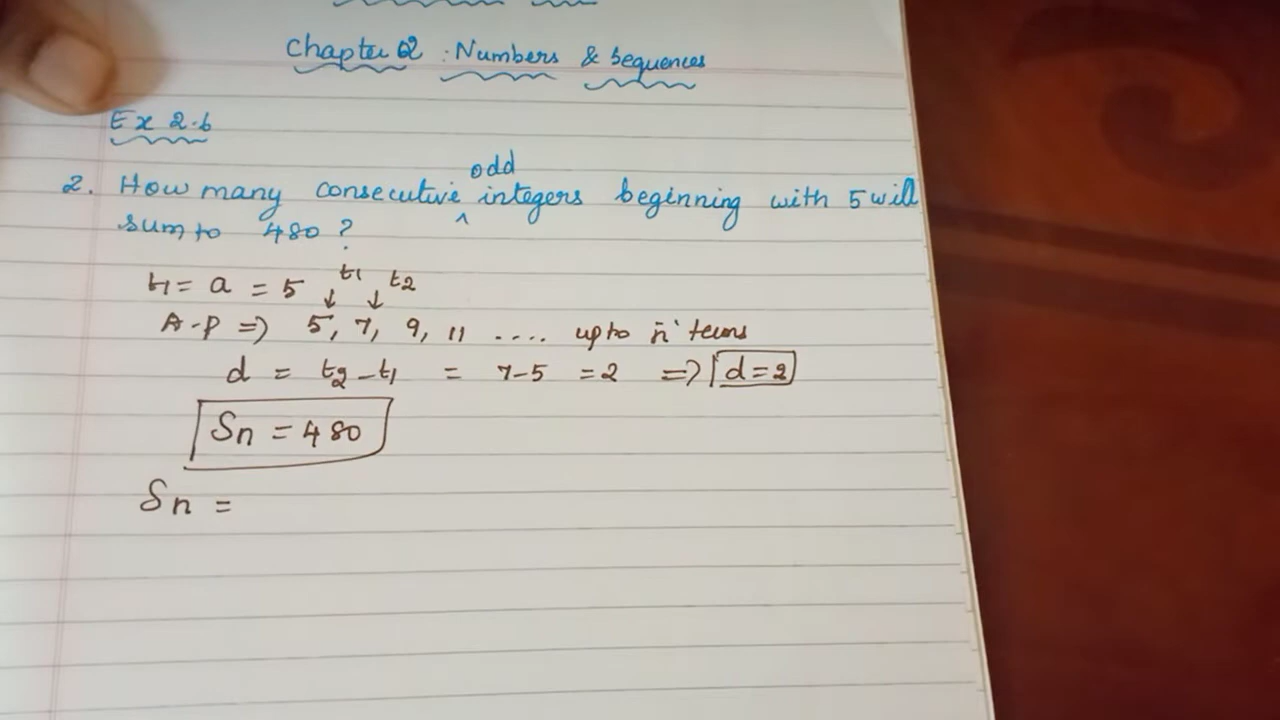 Chapter 02 : Numbers & Sequences
Ex 2.6
odd
2. How many consecutive ^ integers beginning with 5 will
sum to 480 ?
t1 = a = 5 t1 t2
↓ ↓
A.P => 5, 7, 9, 11 .... upto 'n' terms
d = t2 - t1 = 7-5 = 2 => d = 2
Sn = 480
Sn =